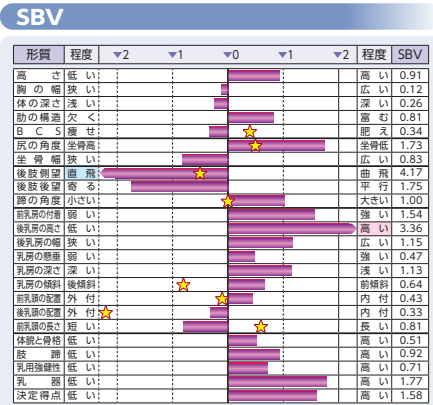 SBV
形質 程度 ▼2 ▼1 ▼0 ▼1 ▼2 程度 SBV
高さ 低い 高い 0.91
胸の幅 狭い 広い 0.12
体の深さ 浅い 深い 0.26
肋の構造 欠く 富む 0.81
BCS 痩せ 肥え 0.34
尻の角度 坐骨高 坐骨低 1.73
坐骨幅 狭い 広い 0.83
後肢側望 直飛 曲飛 4.17
後肢後望 寄る 平行 1.75
蹄の角度 小さい 大きい 1.00
前乳房の付着 弱い 強い 1.54
後乳房の高さ 低い 高い 3.36
後乳房の幅 狭い 広い 1.15
乳房の懸垂 弱い 強い 0.47
乳房の深さ 深い 浅い 1.13
乳房の傾斜 後傾斜 前傾斜 0.64
前乳頭の配置 外付 内付 0.43
後乳頭の配置 外付 内付 0.33
前乳頭の長さ 短い 長い 0.81
体貌と骨格 低い 高い 0.51
肢蹄 低い 高い 0.92
乳用強健性 低い 高い 0.71
乳器 低い 高い 1.77
決定得点 低い 高い 1.58